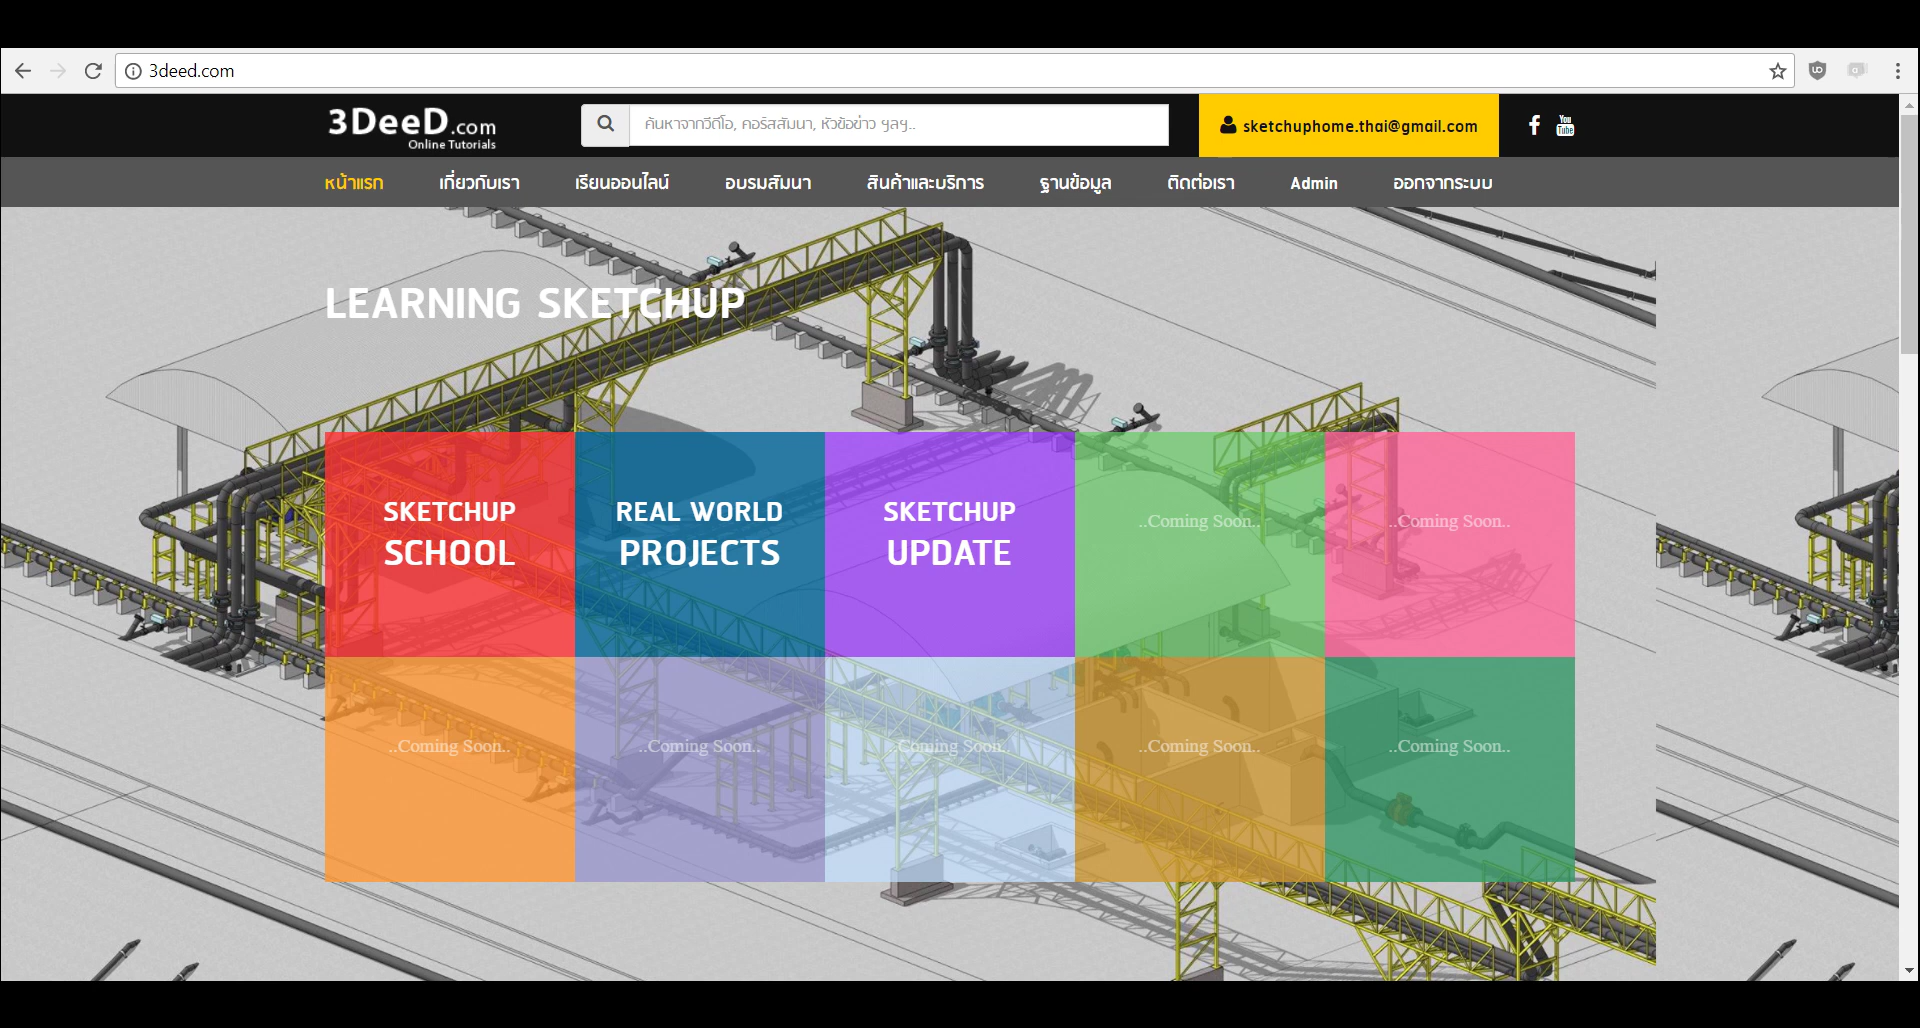 3deed.com
3DeeD.com
Online Tutorials
ค้นหาจากวีดีโอ, คอร์สสัมนา, หัวข้อข่าว ฯลฯ..
sketchuphome.thai@gmail.com
You
Tube
หน้าแรก เกี่ยวกับเรา เรียนออนไลน์ อบรมสัมนา สินค้าและบริการ ฐานข้อมูล ติดต่อเรา Admin ออกจากระบบ
LEARNING SKETCHUP
SKETCHUP
SCHOOL
REAL WORLD
PROJECTS
SKETCHUP
UPDATE
..Coming Soon..
..Coming Soon..
..Coming Soon..
..Coming Soon..
..Coming Soon..
..Coming Soon..
..Coming Soon..